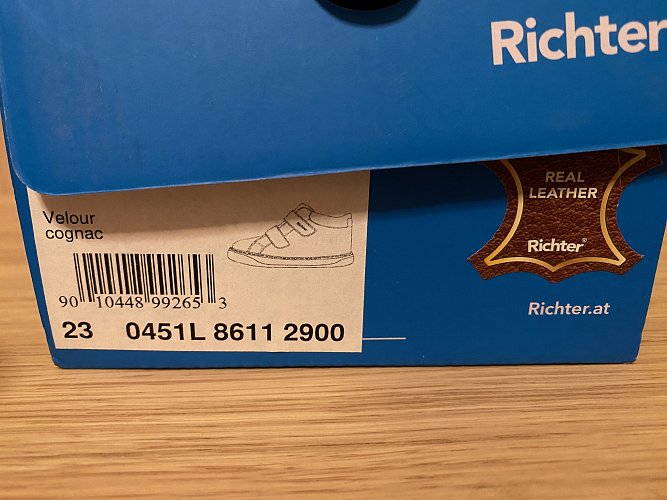 Richter
Velour
cognac
90 10448 99265 3
23 0451L 8611 2900
REAL
LEATHER
Richter®
Richter.at